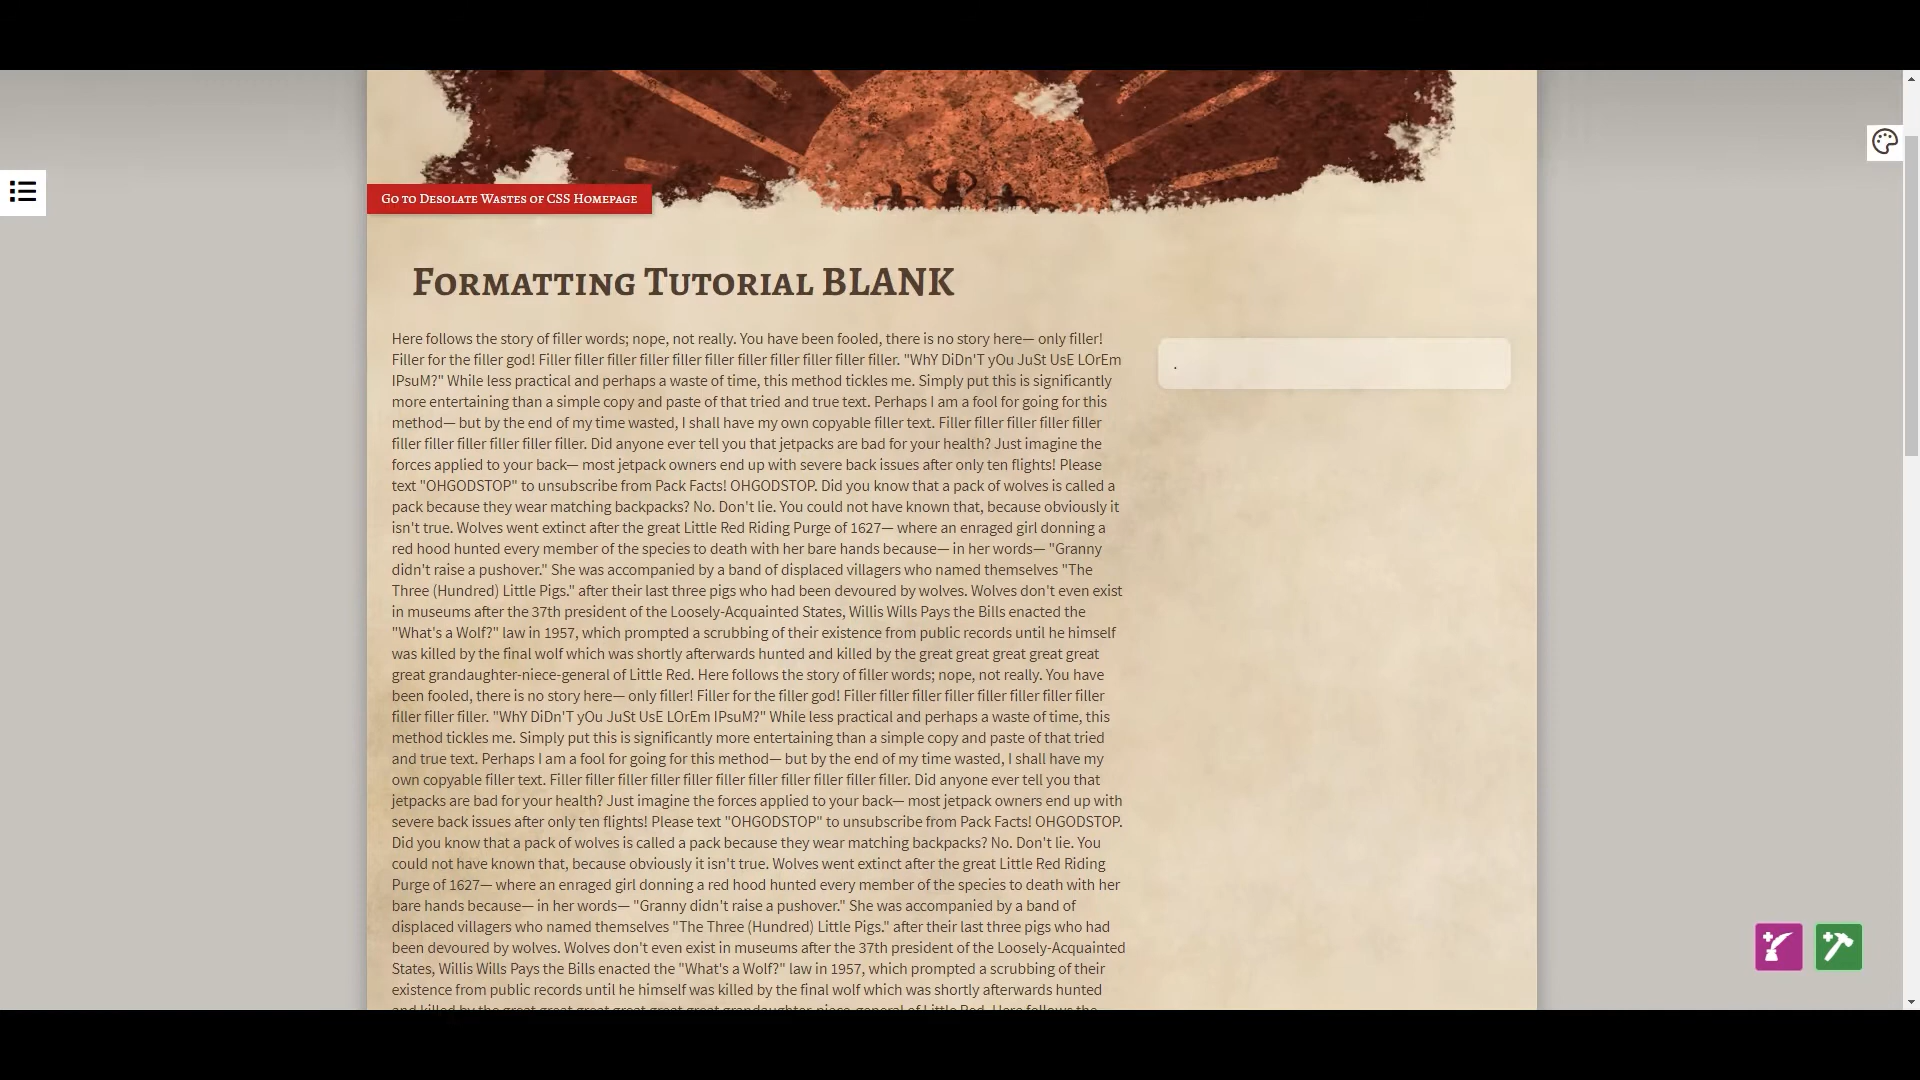 Go to Desolate Wastes of CSS Homepage
Formatting Tutorial BLANK
Here follows the story of filler words; nope, not really. You have been fooled, there is no story here— only filler!
Filler for the filler god! Filler filler filler filler filler filler filler filler filler filler filler. "WhY DiDn'T yOu JuSt UsE LOrEm
IPsuM?" While less practical and perhaps a waste of time, this method tickles me. Simply put this is significantly
more entertaining than a simple copy and paste of that tried and true text. Perhaps I am a fool for going for this
method— but by the end of my time wasted, I shall have my own copyable filler text. Filler filler filler filler filler
filler filler filler filler filler filler. Did anyone ever tell you that jetpacks are bad for your health? Just imagine the
forces applied to your back— most jetpack owners end up with severe back issues after only ten flights! Please
text "OHGODSTOP" to unsubscribe from Pack Facts! OHGODSTOP. Did you know that a pack of wolves is called a
pack because they wear matching backpacks? No. Don't lie. You could not have known that, because obviously it
isn't true. Wolves went extinct after the great Little Red Riding Purge of 1627— where an enraged girl donning a
red hood hunted every member of the species to death with her bare hands because— in her words— "Granny
didn't raise a pushover." She was accompanied by a band of displaced villagers who named themselves "The
Three (Hundred) Little Pigs." after their last three pigs who had been devoured by wolves. Wolves don't even exist
in museums after the 37th president of the Loosely-Acquainted States, Willis Wills Pays the Bills enacted the
"What's a Wolf?" law in 1957, which prompted a scrubbing of their existence from public records until he himself
was killed by the final wolf which was shortly afterwards hunted and killed by the great great great great great
great grandaughter-niece-general of Little Red. Here follows the story of filler words; nope, not really. You have
been fooled, there is no story here— only filler! Filler for the filler god! Filler filler filler filler filler filler filler filler
filler filler filler. "WhY DiDn'T yOu JuSt UsE LOrEm IPsuM?" While less practical and perhaps a waste of time, this
method tickles me. Simply put this is significantly more entertaining than a simple copy and paste of that tried
and true text. Perhaps I am a fool for going for this method— but by the end of my time wasted, I shall have my
own copyable filler text. Filler filler filler filler filler filler filler filler filler filler filler. Did anyone ever tell you that
jetpacks are bad for your health? Just imagine the forces applied to your back— most jetpack owners end up with
severe back issues after only ten flights! Please text "OHGODSTOP" to unsubscribe from Pack Facts! OHGODSTOP.
Did you know that a pack of wolves is called a pack because they wear matching backpacks? No. Don't lie. You
could not have known that, because obviously it isn't true. Wolves went extinct after the great Little Red Riding
Purge of 1627— where an enraged girl donning a red hood hunted every member of the species to death with her
bare hands because— in her words— "Granny didn't raise a pushover." She was accompanied by a band of
displaced villagers who named themselves "The Three (Hundred) Little Pigs." after their last three pigs who had
been devoured by wolves. Wolves don't even exist in museums after the 37th president of the Loosely-Acquainted
States, Willis Wills Pays the Bills enacted the "What's a Wolf?" law in 1957, which prompted a scrubbing of their
existence from public records until he himself was killed by the final wolf which was shortly afterwards hunted
and killed by the great great great great great great grandaughter-niece-general of Little Red. Here follows the
.